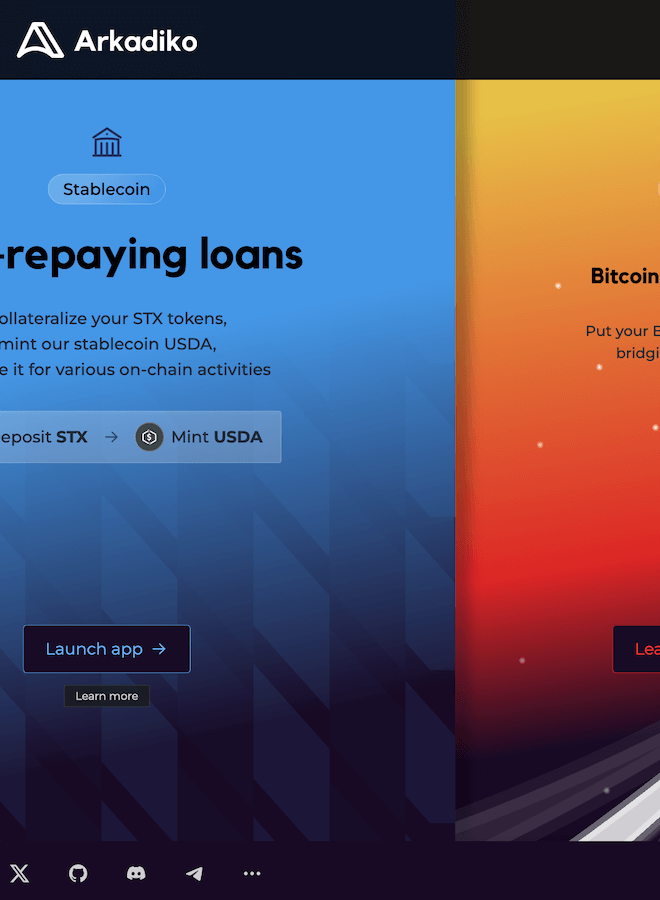 Arkadiko
Stablecoin
-repaying loans
ollateralize your STX tokens,
mint our stablecoin USDA,
e it for various on-chain activities
eposit STX → Mint USDA
Launch app →
Learn more
Bitcoin
Put your B
bridgi
Lea